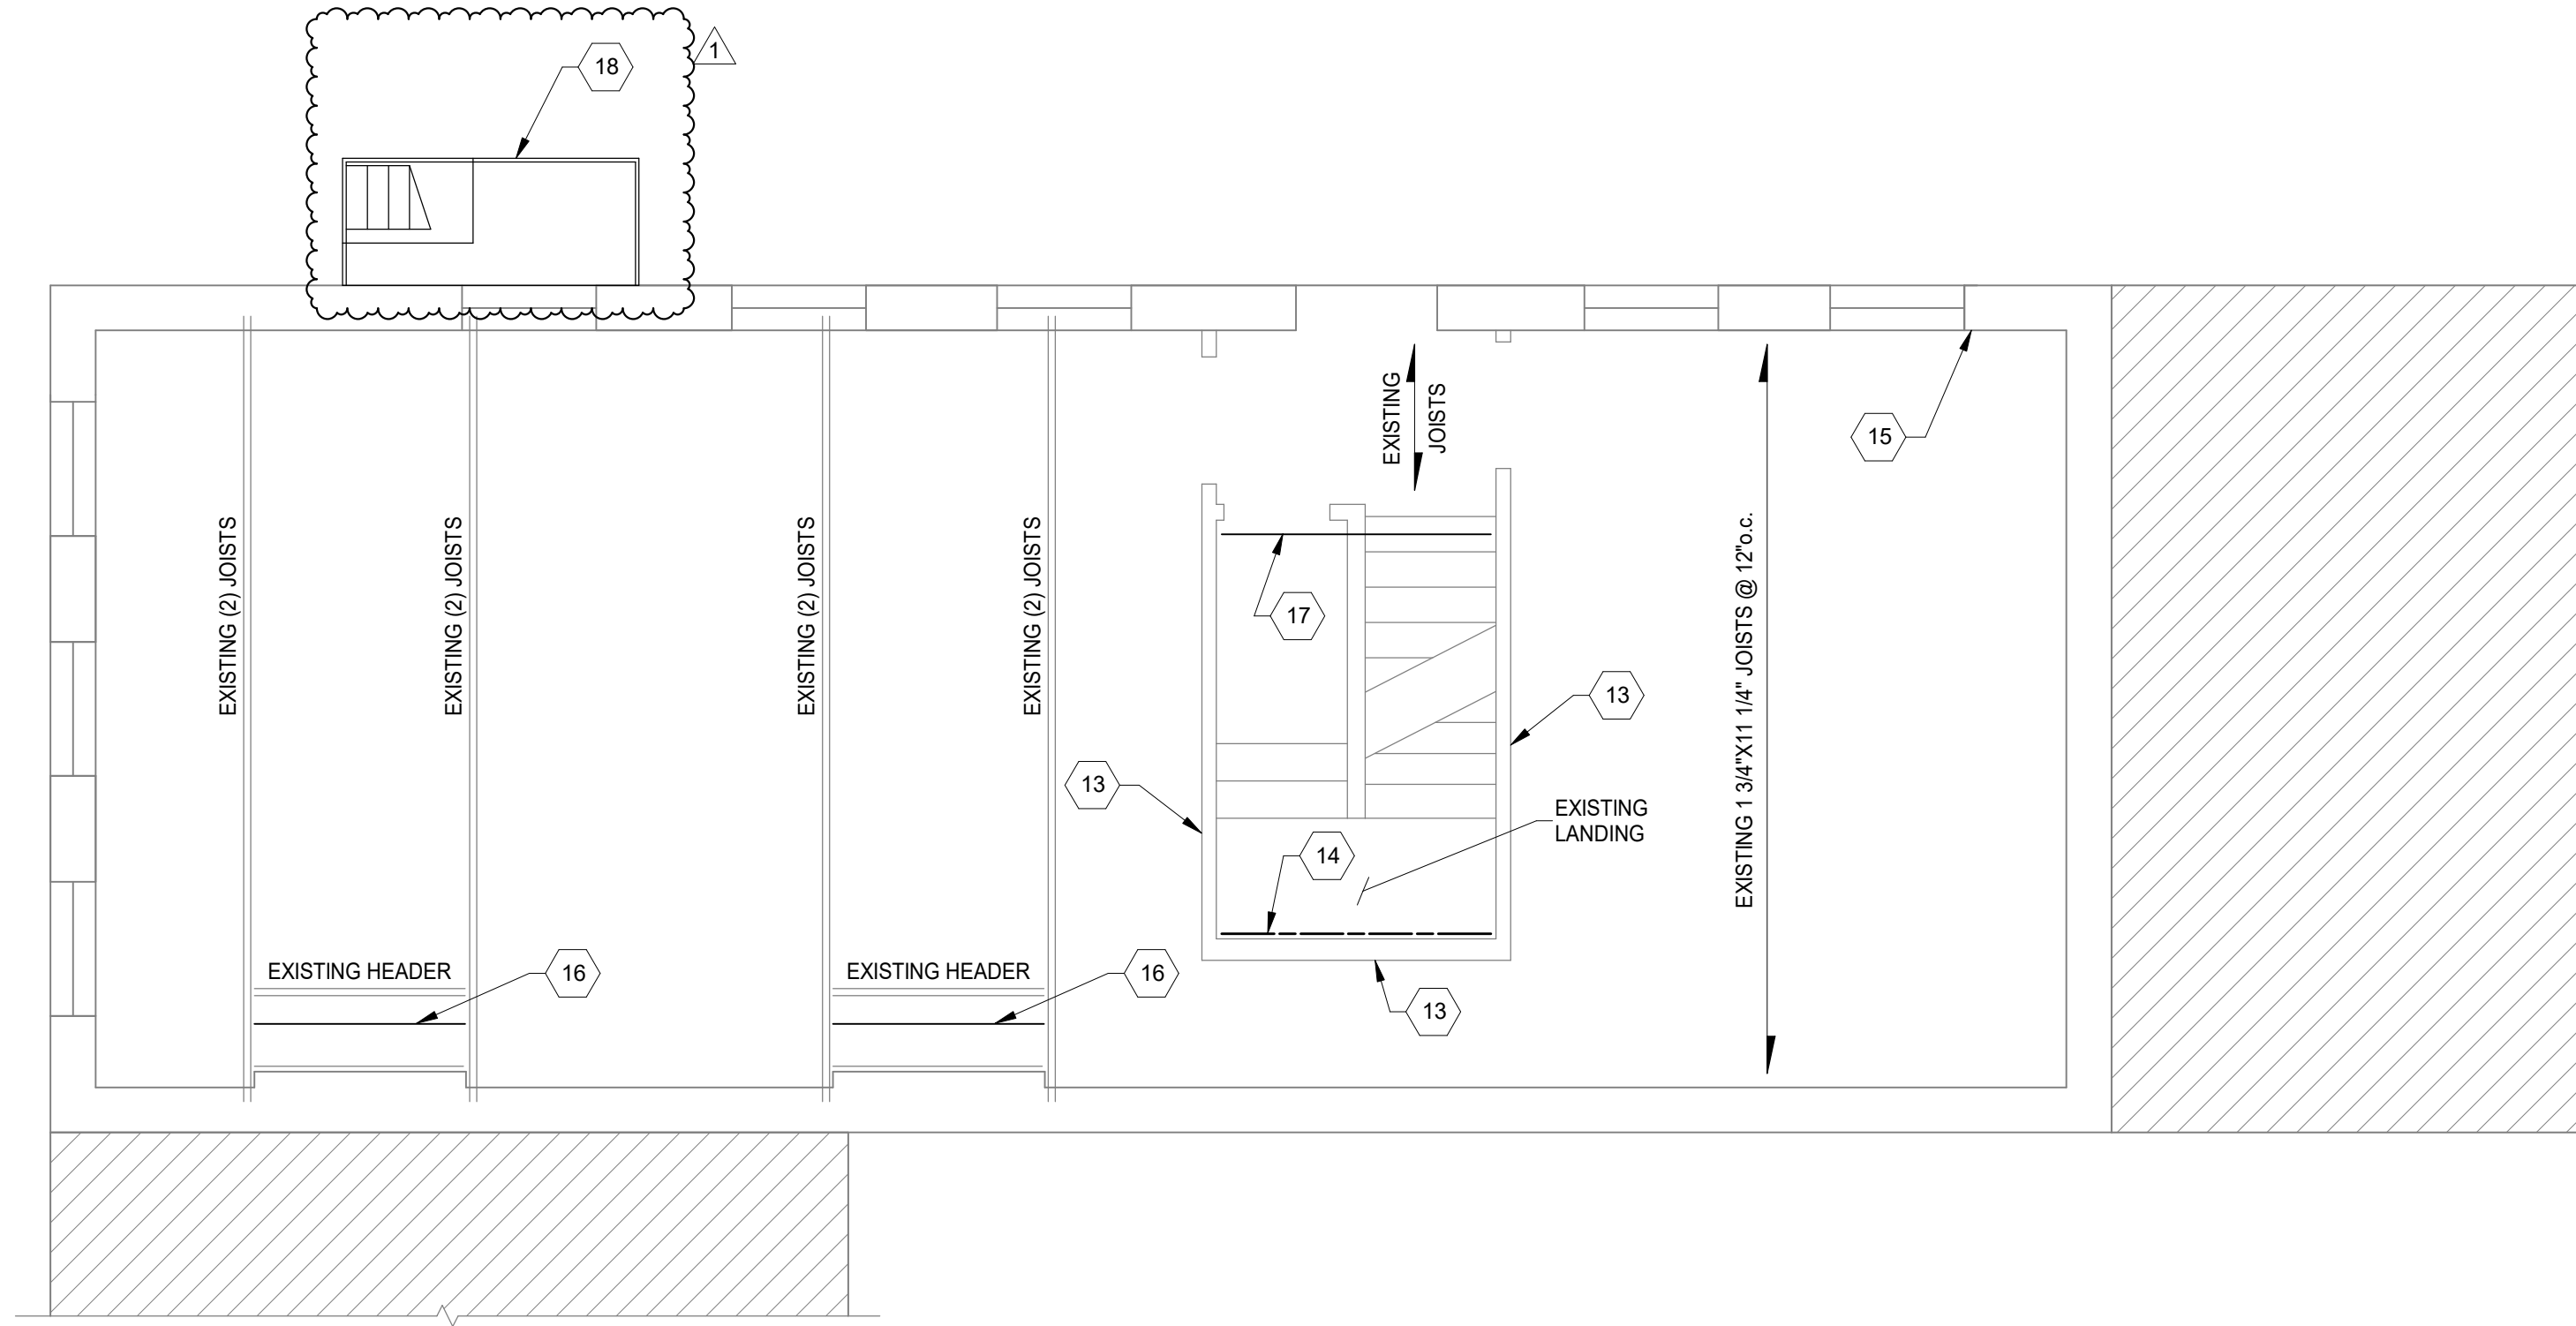 1
18
EXISTING
JOISTS
15
EXISTING (2) JOISTS
EXISTING (2) JOISTS
EXISTING (2) JOISTS
EXISTING (2) JOISTS
EXISTING 1 3/4"X11 1/4" JOISTS @ 12"o.c.
17
13
13
EXISTING
LANDING
14
EXISTING HEADER
16
EXISTING HEADER
16
13